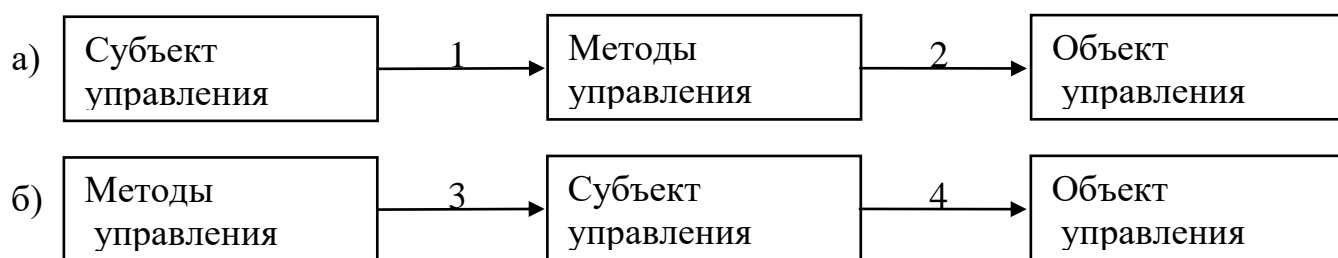 а) Субъект управления 1 Методы управления 2 Объект управления
б) Методы управления 3 Субъект управления 4 Объект управления